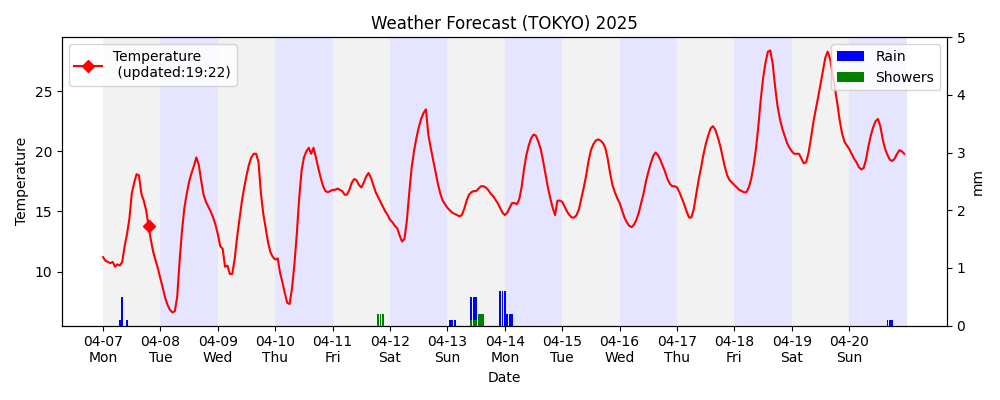 Weather Forecast (TOKYO) 2025
Temperature
(updated:19:22)
Rain
Showers
Temperature
25
20
15
10
5
4
3
2
1
0
mm
04-07 04-08 04-09 04-10 04-11 04-12 04-13 04-14 04-15 04-16 04-17 04-18 04-19 04-20
Mon Tue Wed Thu Fri Sat Sun Mon Tue Wed Thu Fri Sat Sun
Date